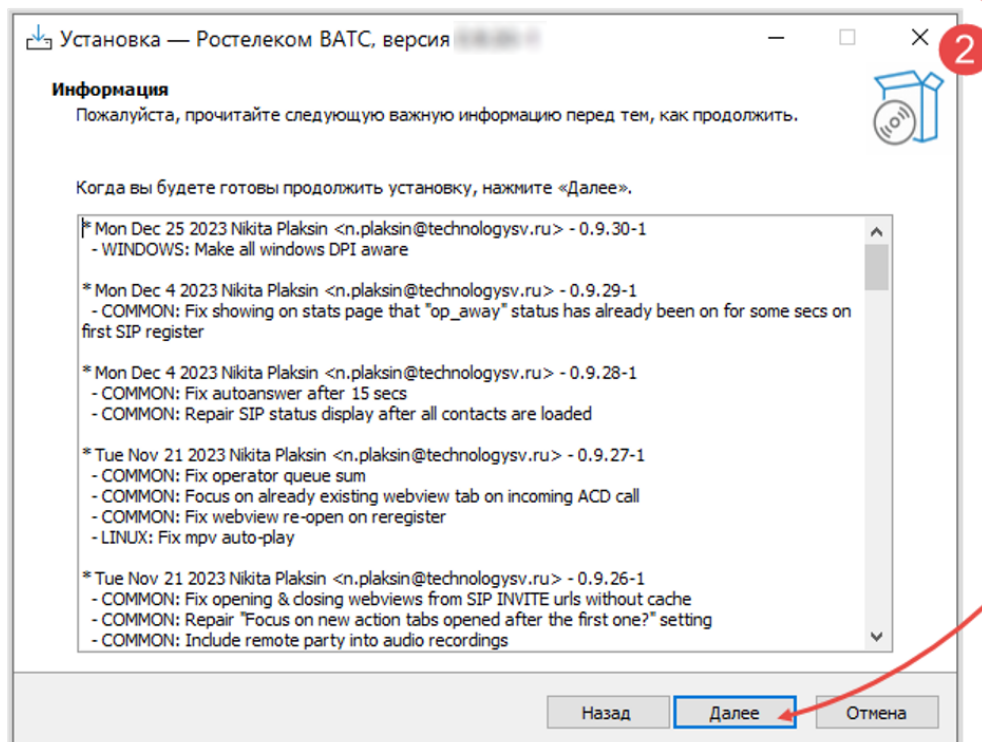 Установка — Ростелеком ВАТС, версия
2
Информация
Пожалуйста, прочитайте следующую важную информацию перед тем, как продолжить.
Когда вы будете готовы продолжить установку, нажмите «Далее».
* Mon Dec 25 2023 Nikita Plaksin <n.plaksin@technologysv.ru> - 0.9.30-1
- WINDOWS: Make all windows DPI aware
* Mon Dec 4 2023 Nikita Plaksin <n.plaksin@technologysv.ru> - 0.9.29-1
- COMMON: Fix showing on stats page that "op_away" status has already been on for some secs on
first SIP register
* Mon Dec 4 2023 Nikita Plaksin <n.plaksin@technologysv.ru> - 0.9.28-1
- COMMON: Fix autoanswer after 15 secs
- COMMON: Repair SIP status display after all contacts are loaded
* Tue Nov 21 2023 Nikita Plaksin <n.plaksin@technologysv.ru> - 0.9.27-1
- COMMON: Fix operator queue sum
- COMMON: Focus on already existing webview tab on incoming ACD call
- COMMON: Fix webview re-open on reregister
- LINUX: Fix mpv auto-play
* Tue Nov 21 2023 Nikita Plaksin <n.plaksin@technologysv.ru> - 0.9.26-1
- COMMON: Fix opening & closing webviews from SIP INVITE urls without cache
- COMMON: Repair "Focus on new action tabs opened after the first one?" setting
- COMMON: Include remote party into audio recordings
Назад
Далее
Отмена